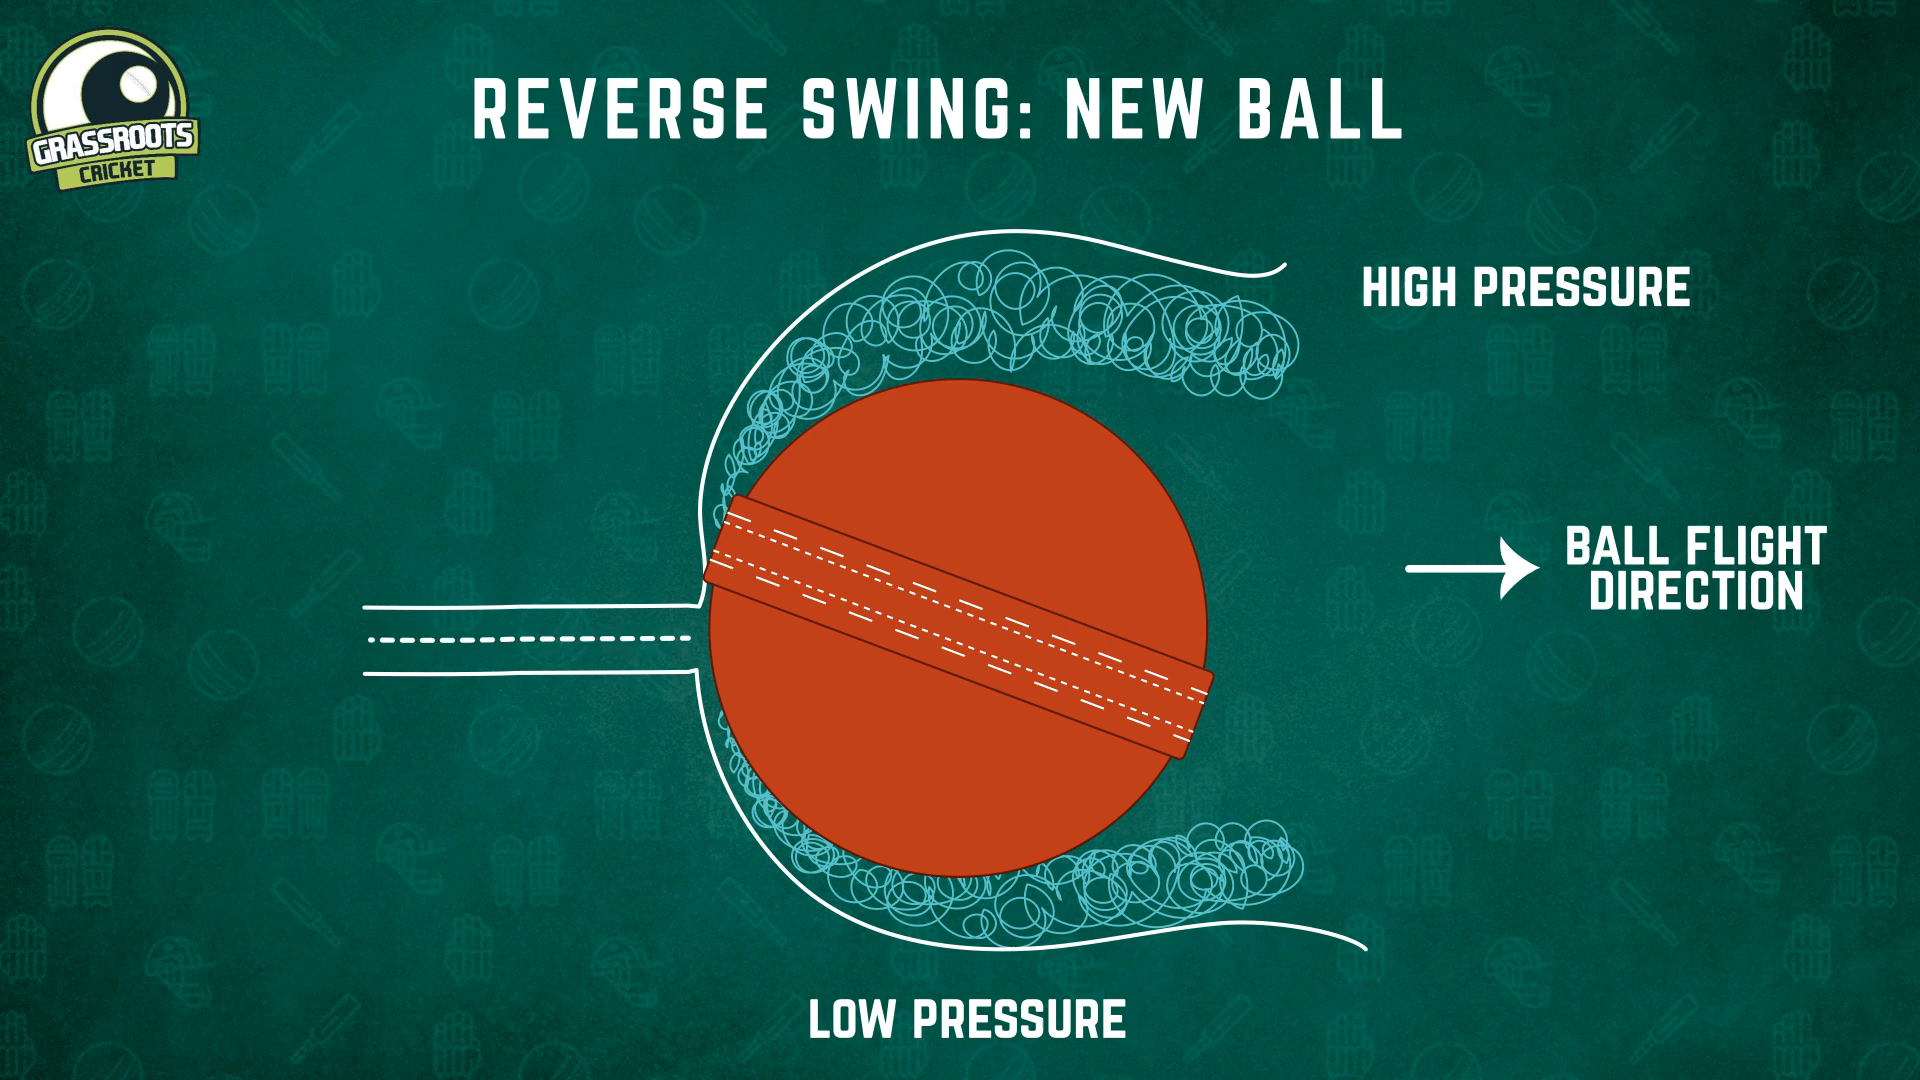 GRASSROOTS
CRICKET
REVERSE SWING: NEW BALL
HIGH PRESSURE
BALL FLIGHT
DIRECTION
LOW PRESSURE